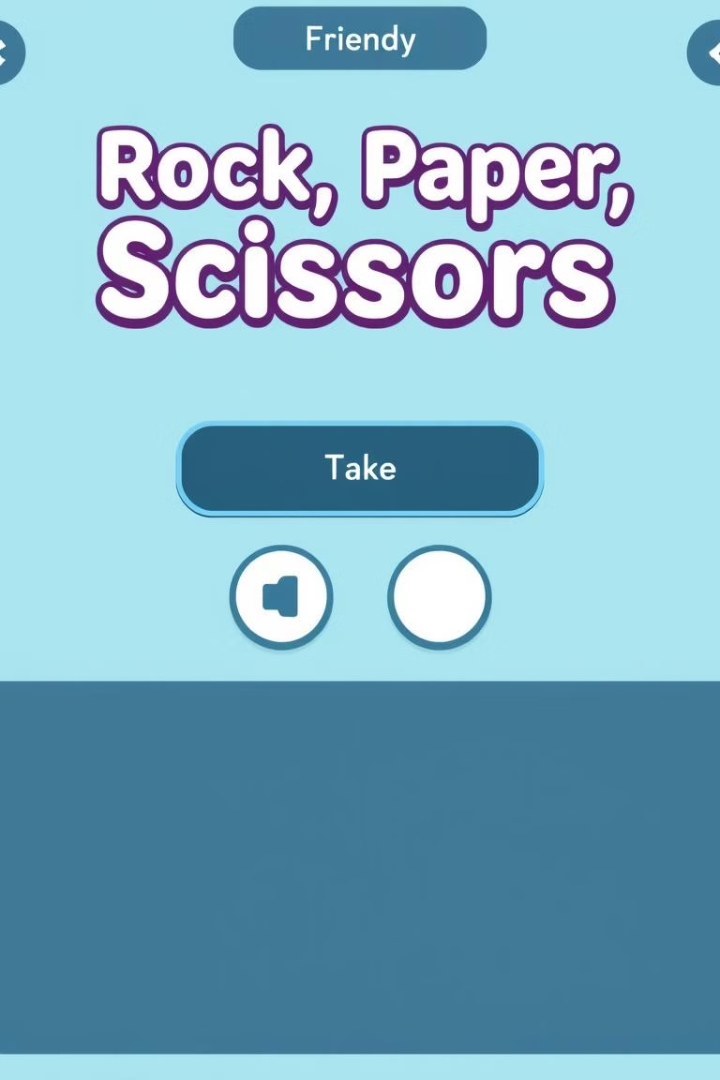 Friendy
Rock, Paper,
Scissors
Take